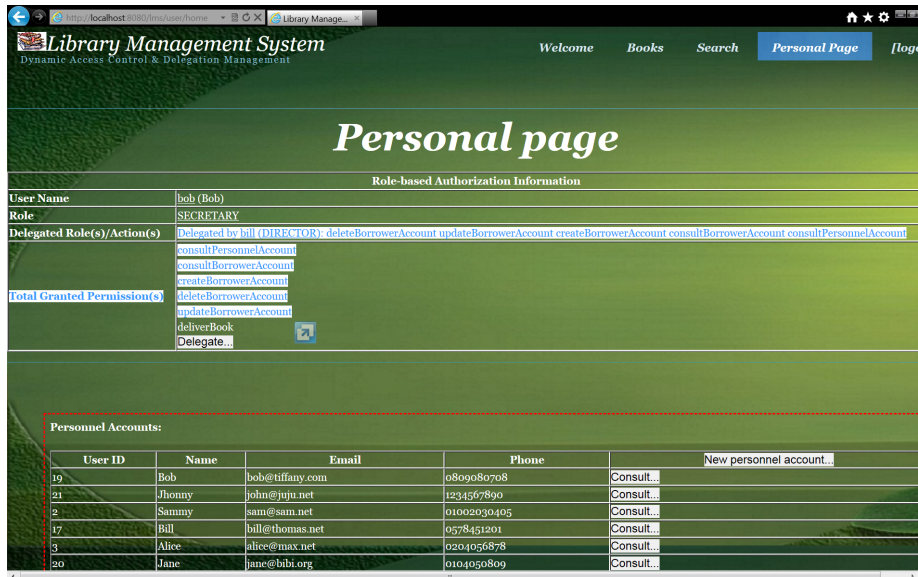 http://localhost:8080/lms/user/home
Library Manage...
Library Management System
Dynamic Access Control & Delegation Management
Welcome Books Search Personal Page [logo
Personal page
Role-based Authorization Information
User Name bob (Bob)
Role SECRETARY
Delegated Role(s)/Action(s) Delegated by bill (DIRECTOR): deleteBorrowerAccount updateBorrowerAccount createBorrowerAccount consultBorrowerAccount consultPersonnelAccount
consultPersonnelAccount
consultBorrowerAccount
createBorrowerAccount
Total Granted Permission(s) deleteBorrowerAccount
updateBorrowerAccount
deliverBook
Delegate...
Personnel Accounts:
User ID Name Email Phone New personnel account...
19 Bob bob@tiffany.com 0809080708 Consult...
21 Jhonny john@juju.net 1234567890 Consult...
2 Sammy sam@sam.net 01002030405 Consult...
17 Bill bill@thomas.net 0578451201 Consult...
3 Alice alice@max.net 0204056878 Consult...
20 Jane jane@bibi.org 0104050809 Consult...